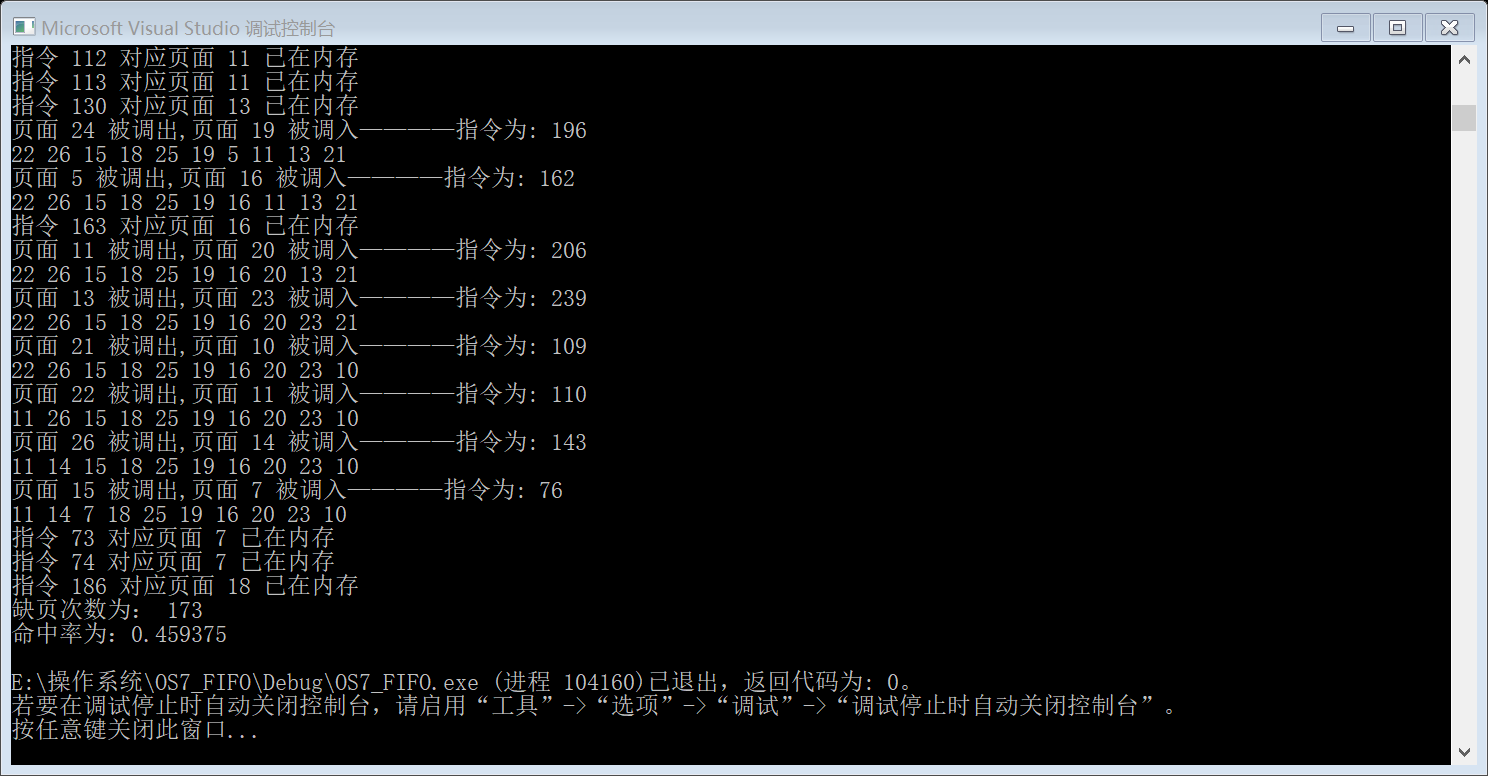 Microsoft Visual Studio 调试控制台
指令 112 对应页面 11 已在内存
指令 113 对应页面 11 已在内存
指令 130 对应页面 13 已在内存
页面 24 被调出,页面 19 被调入————指令为: 196
22 26 15 18 25 19 5 11 13 21
页面 5 被调出,页面 16 被调入————指令为: 162
22 26 15 18 25 19 16 11 13 21
指令 163 对应页面 16 已在内存
页面 11 被调出,页面 20 被调入————指令为: 206
22 26 15 18 25 19 16 20 13 21
页面 13 被调出,页面 23 被调入————指令为: 239
22 26 15 18 25 19 16 20 23 21
页面 21 被调出,页面 10 被调入————指令为: 109
22 26 15 18 25 19 16 20 23 10
页面 22 被调出,页面 11 被调入————指令为: 110
11 26 15 18 25 19 16 20 23 10
页面 26 被调出,页面 14 被调入————指令为: 143
11 14 15 18 25 19 16 20 23 10
页面 15 被调出,页面 7 被调入————指令为: 76
11 14 7 18 25 19 16 20 23 10
指令 73 对应页面 7 已在内存
指令 74 对应页面 7 已在内存
指令 186 对应页面 18 已在内存
缺页次数为： 173
命中率为：0.459375
E:\操作系统\OS7_FIFO\Debug\OS7_FIFO.exe (进程 104160)已退出，返回代码为: 0。
若要在调试停止时自动关闭控制台，请启用“工具”->“选项”->“调试”->“调试停止时自动关闭控制台”。
按任意键关闭此窗口...